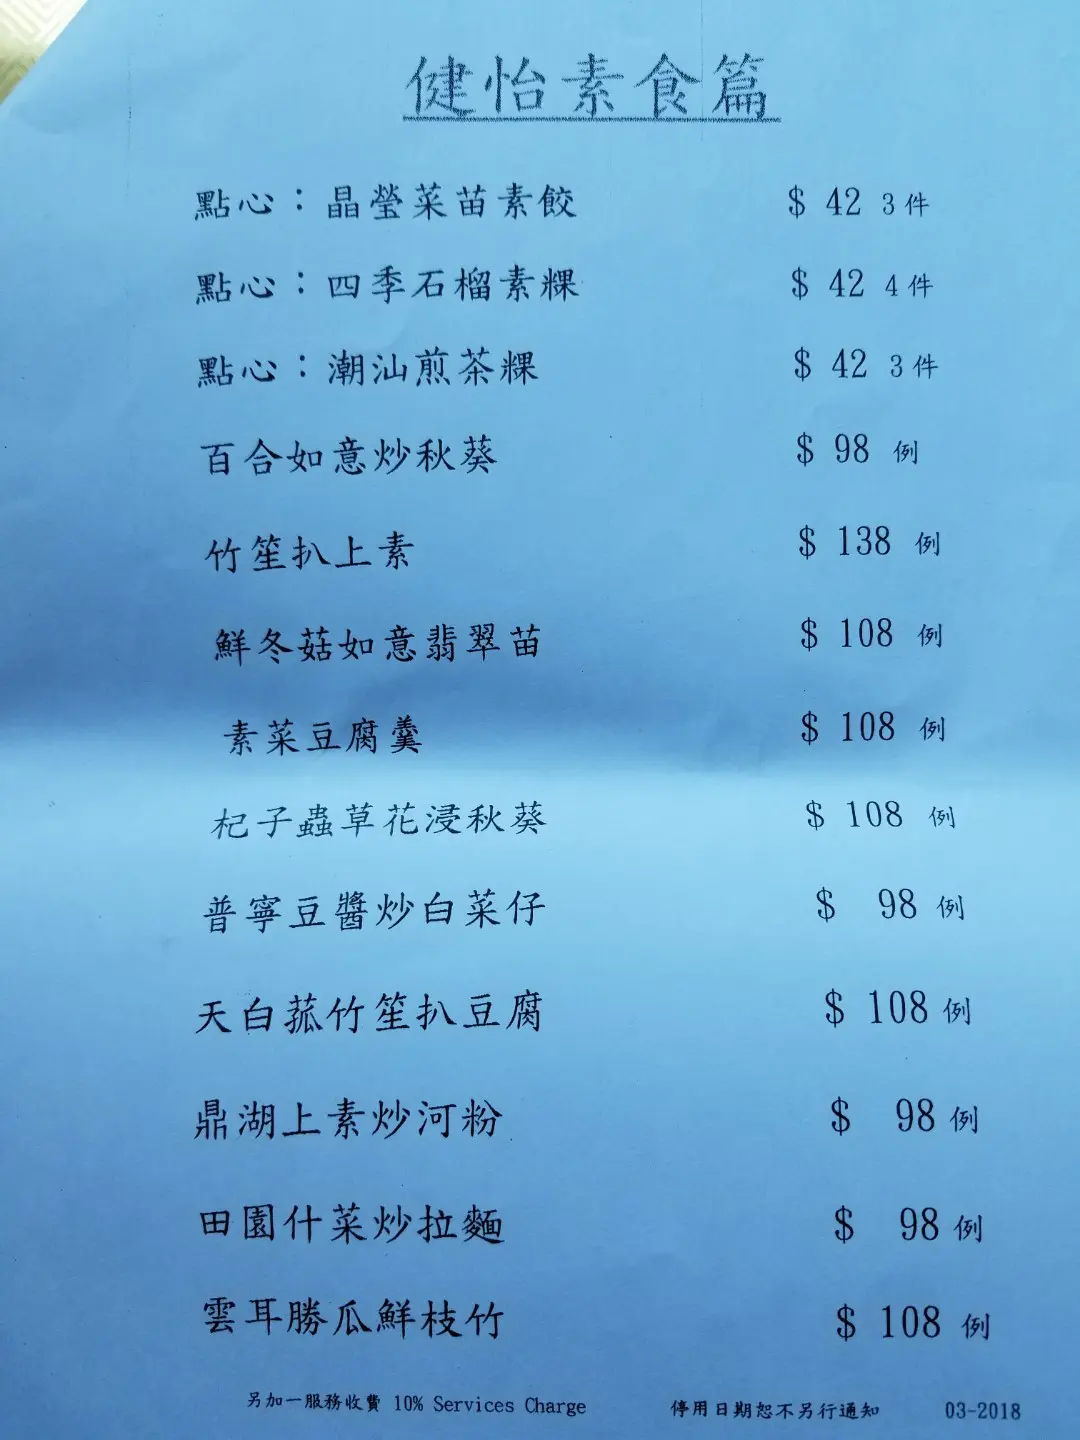 健怡素食篇
點心：晶瑩菜苗素餃 $ 42 3件
點心：四季石榴素粿 $ 42 4件
點心：潮汕煎茶粿 $ 42 3件
百合如意炒秋葵 $ 98 例
竹笙扒上素 $ 138 例
鮮冬菇如意翡翠苗 $ 108 例
素菜豆腐羹 $ 108 例
杞子蟲草花浸秋葵 $ 108 例
普寧豆醬炒白菜仔 $ 98 例
天白菰竹笙扒豆腐 $ 108 例
鼎湖上素炒河粉 $ 98 例
田園什菜炒拉麵 $ 98 例
雲耳勝瓜鮮枝竹 $ 108 例
另加一服務收費 10% Services Charge 停用日期恕不另行通知 03-2018